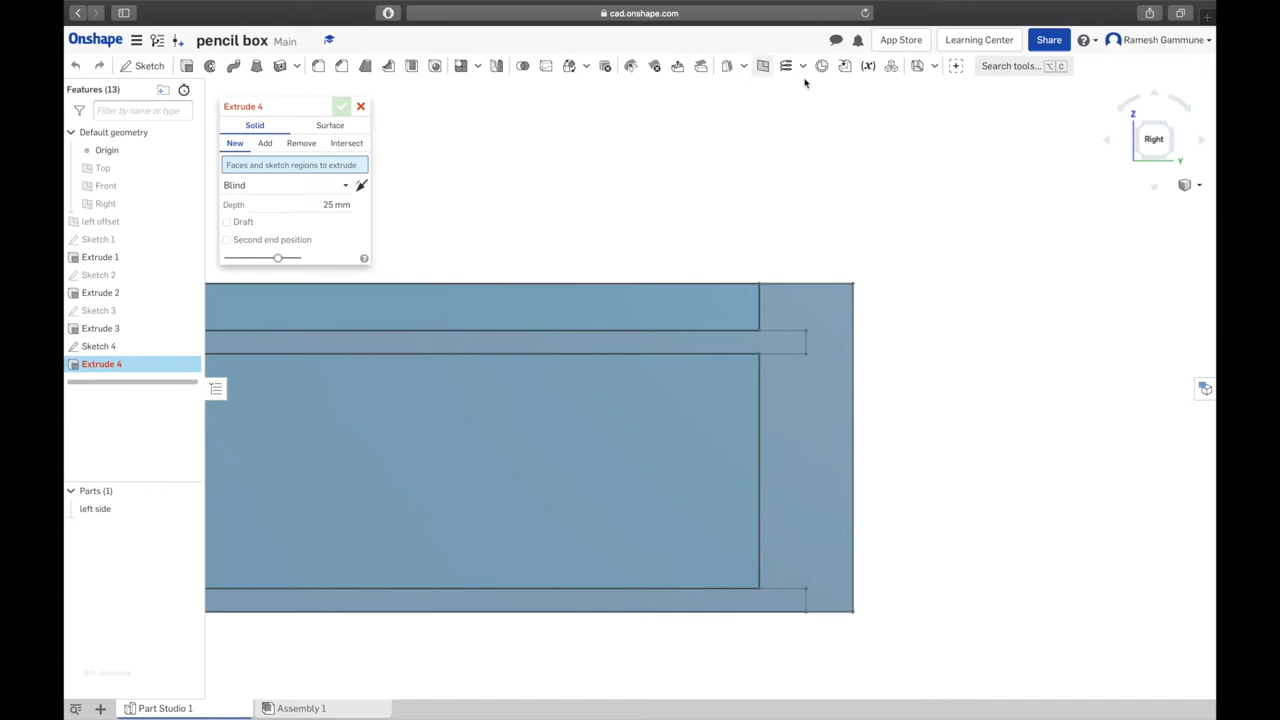 cad.onshape.com
Onshape pencil box Main App Store Learning Center Share Ramesh Gammune
Sketch Search tools... ⌥ C
Features (13)
Filter by name or type
Default geometry
Origin
Top
Front
Right
left offset
Sketch 1
Extrude 1
Sketch 2
Extrude 2
Sketch 3
Extrude 3
Sketch 4
Extrude 4
Parts (1)
left side
Extrude 4
Solid Surface
New Add Remove Intersect
Faces and sketch regions to extrude
Blind
Depth 25 mm
Draft
Second end position
Z
Right
Y
Part Studio 1 Assembly 1